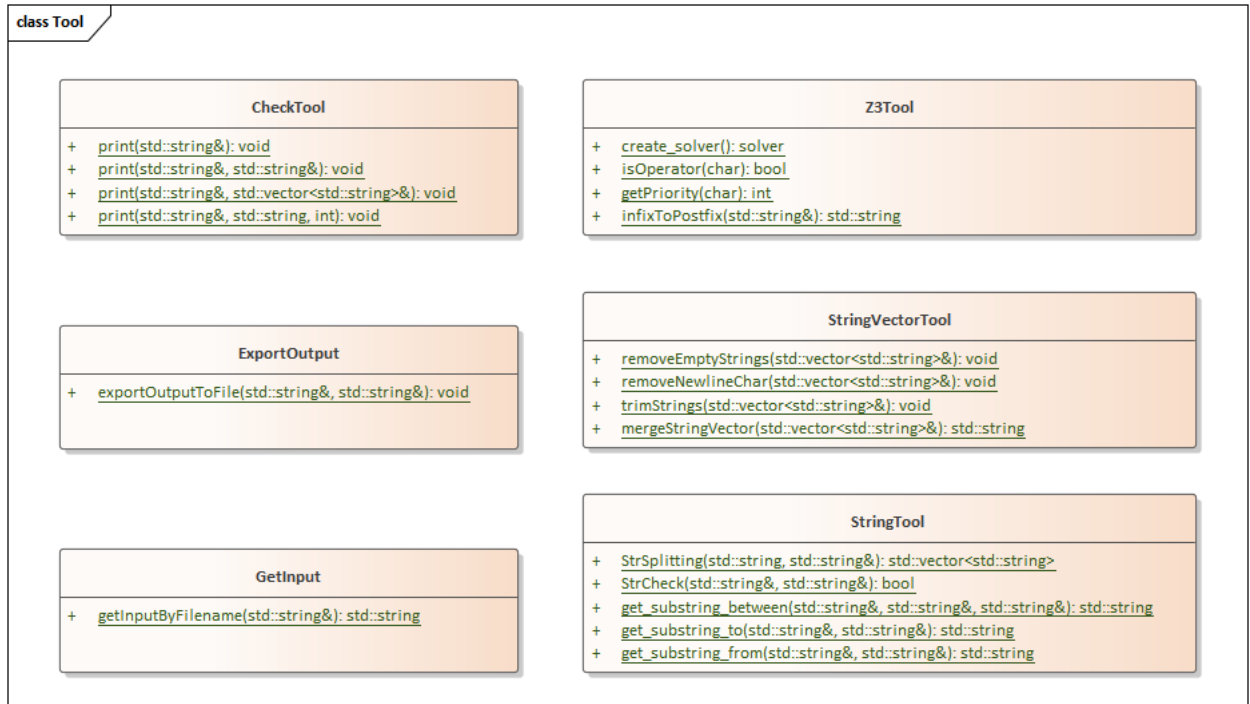 class Tool
CheckTool
+ print(std::string&): void
+ print(std::string&, std::string&): void
+ print(std::string&, std::vector<std::string>&): void
+ print(std::string&, std::string, int): void
Z3Tool
+ create_solver(): solver
+ isOperator(char): bool
+ getPriority(char): int
+ infixToPostfix(std::string&): std::string
ExportOutput
+ exportOutputToFile(std::string&, std::string&): void
StringVectorTool
+ removeEmptyStrings(std::vector<std::string>&): void
+ removeNewlineChar(std::vector<std::string>&): void
+ trimStrings(std::vector<std::string>&): void
+ mergeStringVector(std::vector<std::string>&): std::string
GetInput
+ getInputByFilename(std::string&): std::string
StringTool
+ StrSplitting(std::string, std::string&): std::vector<std::string>
+ StrCheck(std::string&, std::string&): bool
+ get_substring_between(std::string&, std::string&, std::string&): std::string
+ get_substring_to(std::string&, std::string&): std::string
+ get_substring_from(std::string&, std::string&): std::string